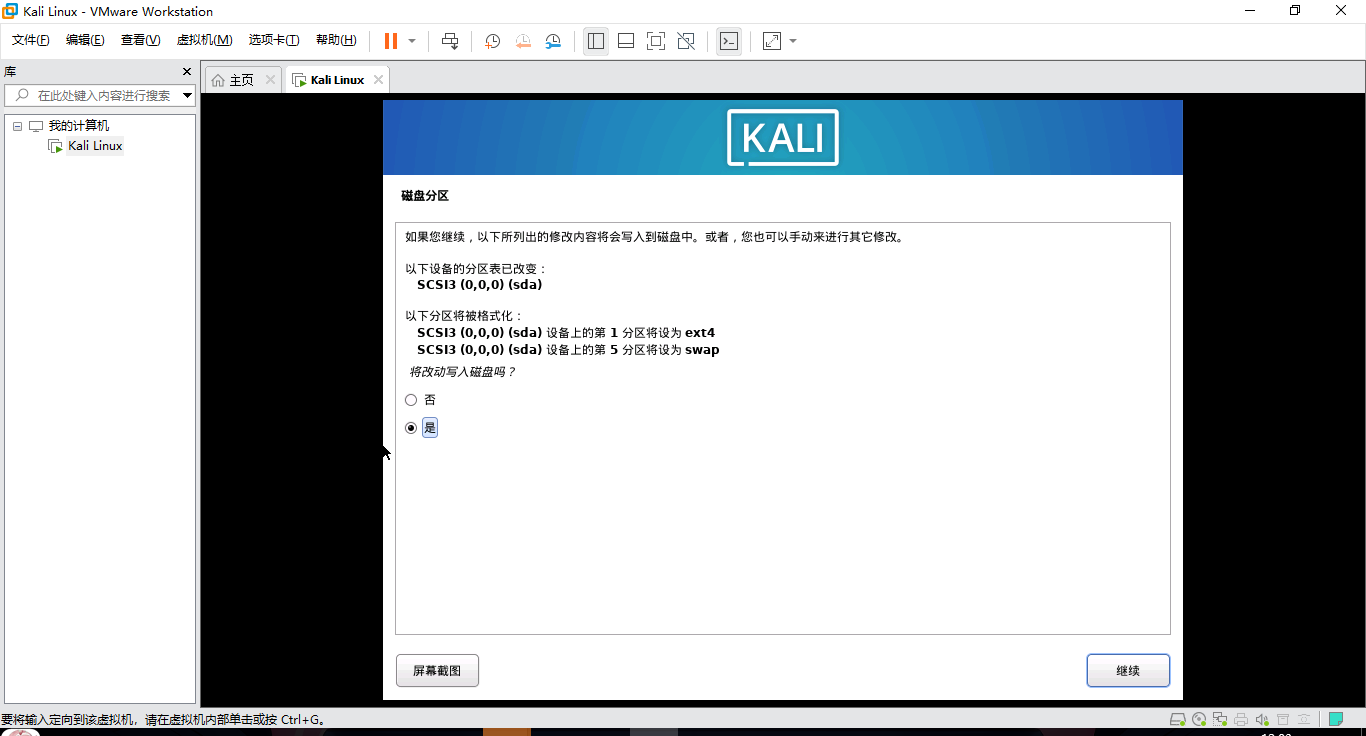 Kali Linux - VMware Workstation
文件(F) 编辑(E) 查看(V) 虚拟机(M) 选项卡(T) 帮助(H)
库
在此处键入内容进行搜索
我的计算机
Kali Linux
主页
Kali Linux
KALI
磁盘分区
如果您继续，以下所列出的修改内容将会写入到磁盘中。或者，您也可以手动来进行其它修改。
以下设备的分区表已改变：
SCSI3 (0,0,0) (sda)
以下分区将被格式化：
SCSI3 (0,0,0) (sda) 设备上的第 1 分区将设为 ext4
SCSI3 (0,0,0) (sda) 设备上的第 5 分区将设为 swap
将改动写入磁盘吗？
否
是
屏幕截图
继续
要将输入定向到该虚拟机，请在虚拟机内部单击或按 Ctrl+G。